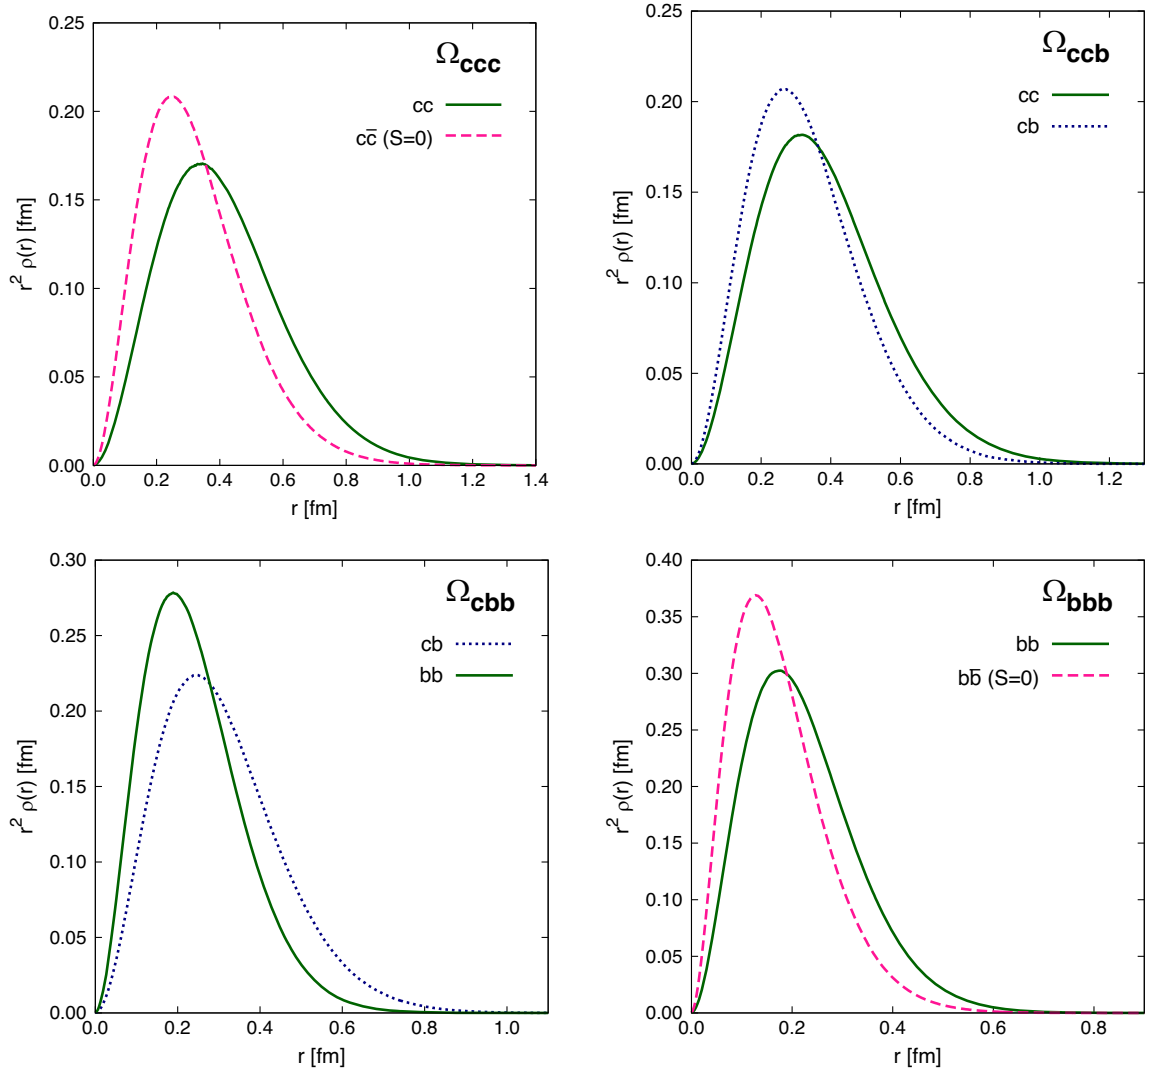 Ωccc
cc
cc̄ (S=0)
r² ρ(r) [fm]
0.25
0.20
0.15
0.10
0.05
0.00
0.0 0.2 0.4 0.6 0.8 1.0 1.2 1.4
r [fm]
Ωccb
cc
cb
r² ρ(r) [fm]
0.25
0.20
0.15
0.10
0.05
0.00
0.0 0.2 0.4 0.6 0.8 1.0 1.2
r [fm]
Ωcbb
cb
bb
r² ρ(r) [fm]
0.30
0.25
0.20
0.15
0.10
0.05
0.00
0.0 0.2 0.4 0.6 0.8 1.0
r [fm]
Ωbbb
bb
bb̄ (S=0)
r² ρ(r) [fm]
0.40
0.35
0.30
0.25
0.20
0.15
0.10
0.05
0.00
0.0 0.2 0.4 0.6 0.8
r [fm]